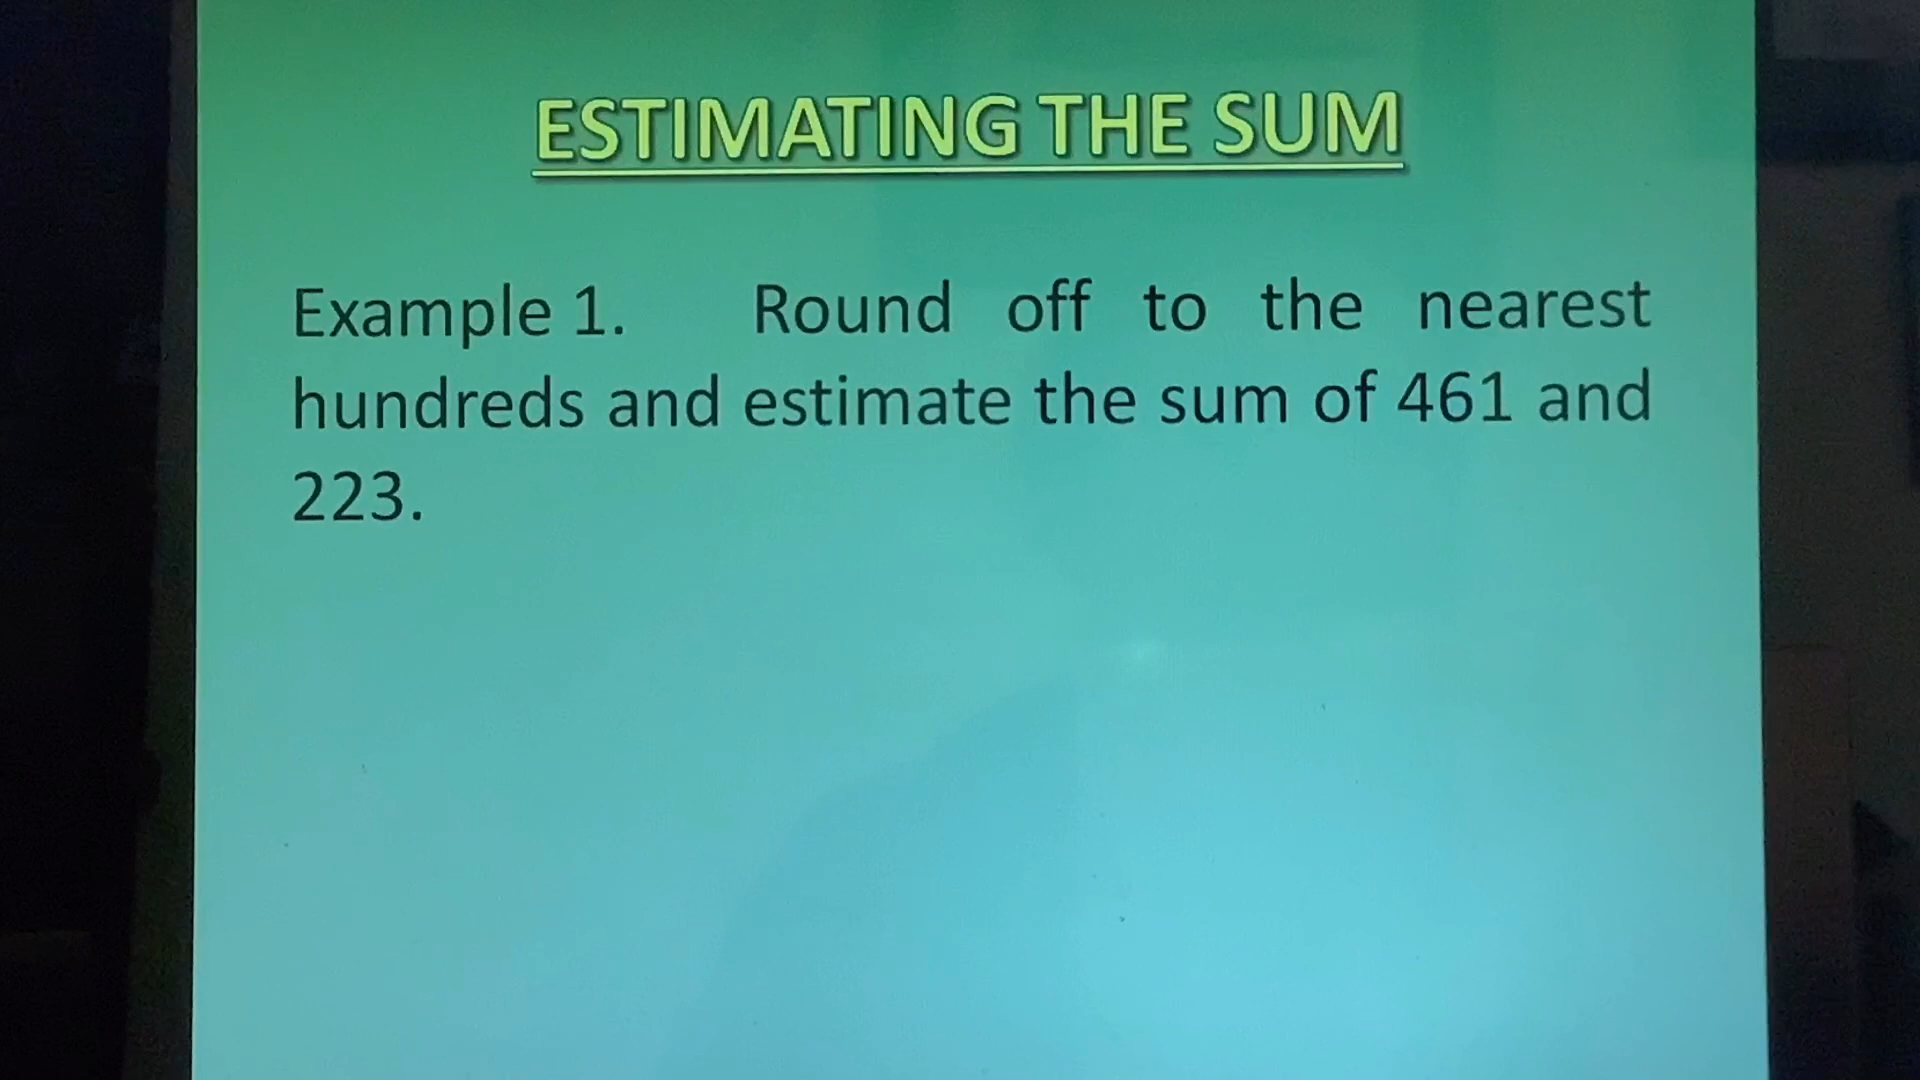 ESTIMATING THE SUM
Example 1. Round off to the nearest
hundreds and estimate the sum of 461 and
223.